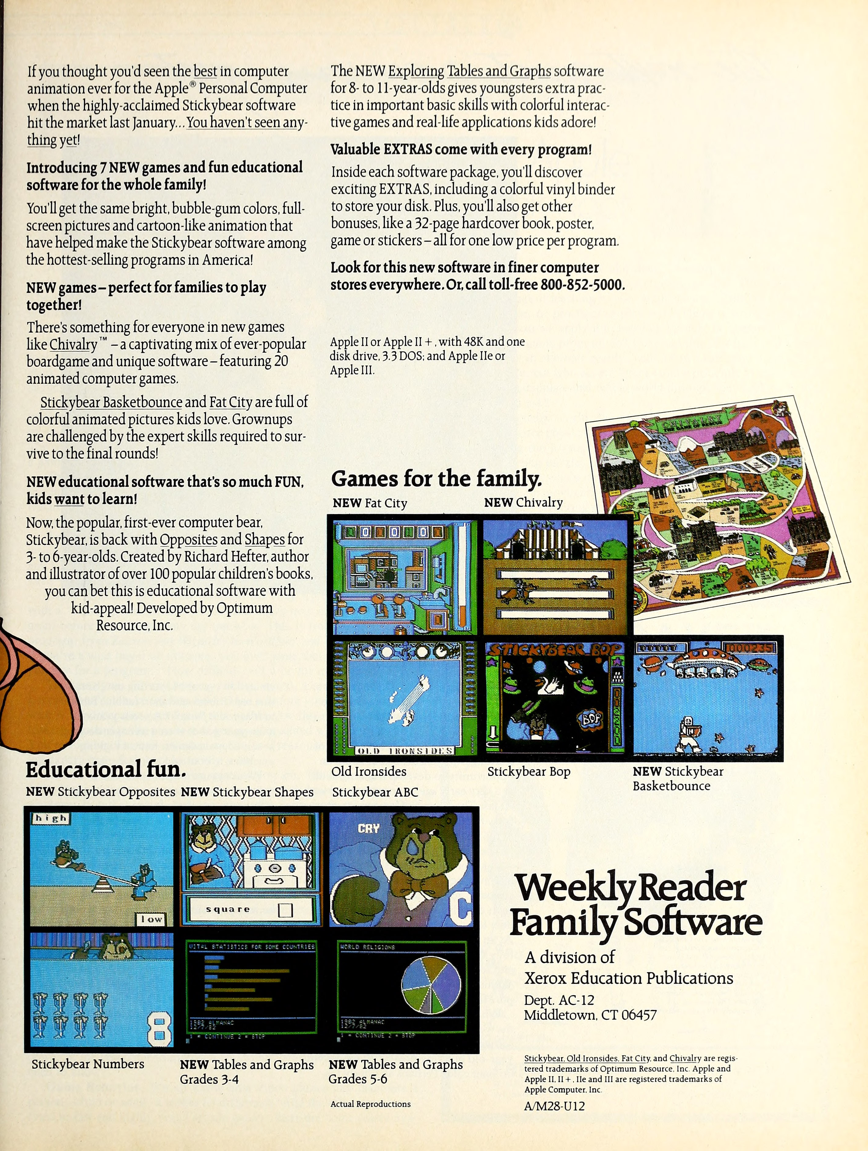 If you thought you'd seen the best in computer
animation ever for the Apple® Personal Computer
when the highly-acclaimed Stickybear software
hit the market last January... You haven't seen any-
thing yet!
Introducing 7 NEW games and fun educational
software for the whole family!
You'll get the same bright, bubble-gum colors, full-
screen pictures and cartoon-like animation that
have helped make the Stickybear software among
the hottest-selling programs in America!
NEW games – perfect for families to play
together!
There's something for everyone in new games
like Chivalry™ – a captivating mix of ever-popular
boardgame and unique software – featuring 20
animated computer games.
Stickybear Basketbounce and Fat City are full of
colorful animated pictures kids love. Grownups
are challenged by the expert skills required to sur-
vive to the final rounds!
NEW educational software that's so much FUN,
kids want to learn!
Now, the popular, first-ever computer bear,
Stickybear, is back with Opposites and Shapes for
3- to 6-year-olds. Created by Richard Hefter, author
and illustrator of over 100 popular children's books,
you can bet this is educational software with
kid-appeal! Developed by Optimum
Resource, Inc.
The NEW Exploring Tables and Graphs software
for 8- to 11-year-olds gives youngsters extra prac-
tice in important basic skills with colorful interac-
tive games and real-life applications kids adore!
Valuable EXTRAS come with every program!
Inside each software package, you'll discover
exciting EXTRAS, including a colorful vinyl binder
to store your disk. Plus, you'll also get other
bonuses, like a 32-page hardcover book, poster,
game or stickers – all for one low price per program.
Look for this new software in finer computer
stores everywhere. Or, call toll-free 800-852-5000.
Apple II or Apple II +, with 48K and one
disk drive, 3.3 DOS; and Apple IIe or
Apple III.
Games for the family.
NEW Fat City
NEW Chivalry
STICKYBEAR BOP
BOP
OLD IRONSIDES
Old Ironsides
Stickybear Bop
NEW Stickybear
Basketbounce
Educational fun.
NEW Stickybear Opposites
NEW Stickybear Shapes
Stickybear ABC
high
low
square
CRY
C
8
VITAL STATISTICS FOR SOME COUNTRIES
WORLD RELIGIONS
Stickybear Numbers
NEW Tables and Graphs
Grades 3-4
NEW Tables and Graphs
Grades 5-6
Actual Reproductions
Weekly Reader
Family Software
A division of
Xerox Education Publications
Dept. AC-12
Middletown, CT 06457
Stickybear, Old Ironsides, Fat City, and Chivalry are regis-
tered trademarks of Optimum Resource, Inc. Apple and
Apple II, II +, IIe and III are registered trademarks of
Apple Computer, Inc.
A/M28-U12